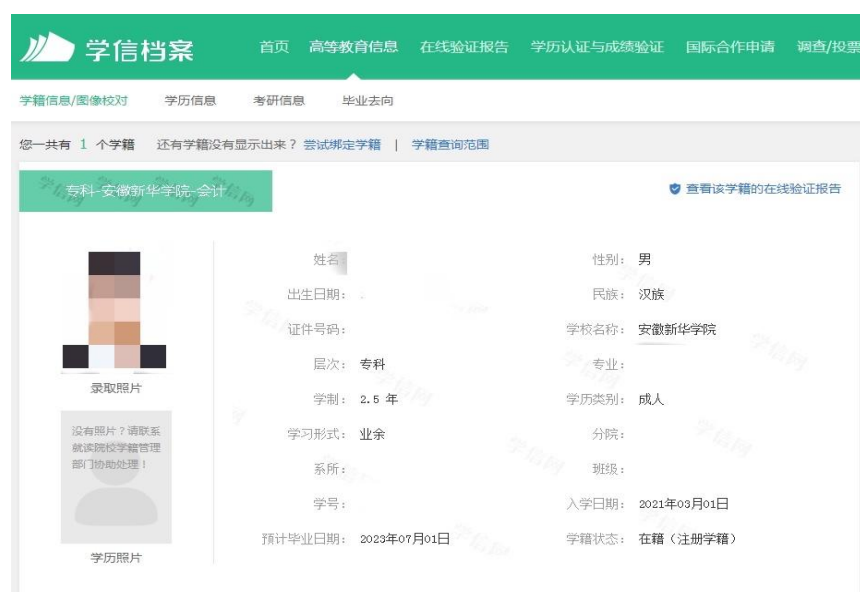 学信档案 首页 高等教育信息 在线验证报告 学历认证与成绩验证 国际合作申请 调查/投票
学籍信息/图像校对 学历信息 考研信息 毕业去向
您一共有 1 个学籍 还有学籍没有显示出来？ 尝试绑定学籍 | 学籍查询范围
专科-安徽新华学院-会计 查看该学籍的在线验证报告
姓名 性别： 男
出生日期： 民族： 汉族
证件号码： 学校名称： 安徽新华学院
层次： 专科 专业：
录取照片
学制： 2.5 年 学历类别： 成人
没有照片？请联系
就读院校学籍管理
部门协助处理！
学习形式： 业余 分院：
系所： 班级：
学号： 入学日期： 2021年03月01日
预计毕业日期： 2023年07月01日 学籍状态： 在籍（注册学籍）
学历照片
学信网